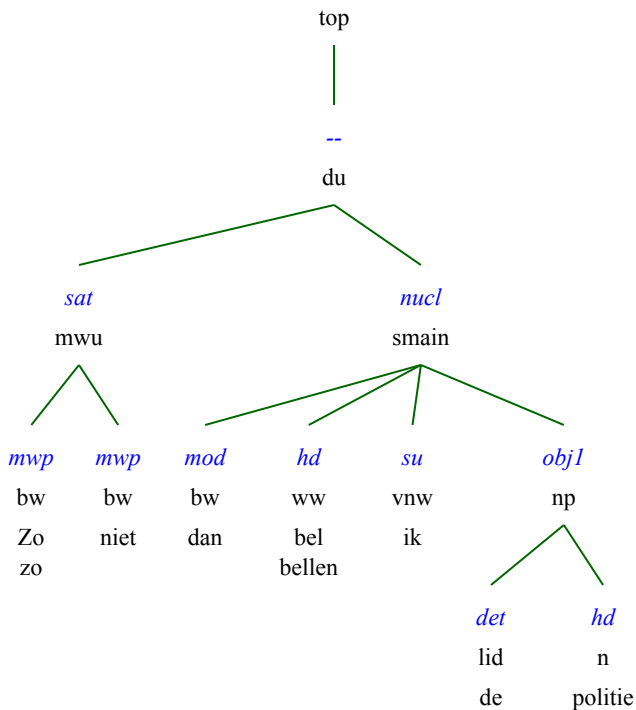 top
--
du
sat nucl
mwu smain
mwp mwp mod hd su obj1
bw bw bw ww vnw np
Zo niet dan bel ik
zo bellen
det hd
lid n
de politie